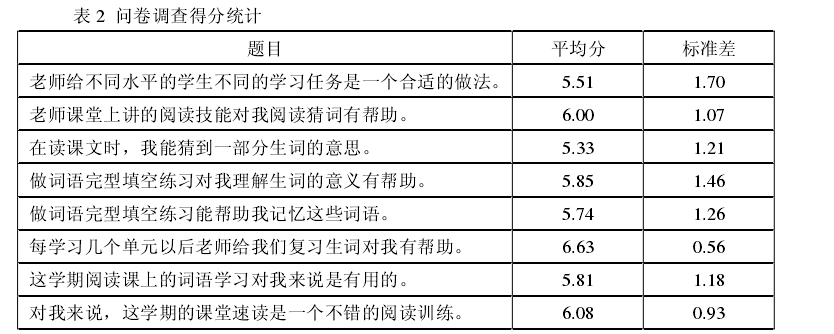 表 2 问卷调查得分统计
题目 平均分 标准差
老师给不同水平的学生不同的学习任务是一个合适的做法。 5.51 1.70
老师课堂上讲的阅读技能对我阅读猜词有帮助。 6.00 1.07
在读课文时，我能猜到一部分生词的意思。 5.33 1.21
做词语完型填空练习对我理解生词的意义有帮助。 5.85 1.46
做词语完型填空练习能帮助我记忆这些词语。 5.74 1.26
每学习几个单元以后老师给我们复习生词对我有帮助。 6.63 0.56
这学期阅读课上的词语学习对我来说是有用的。 5.81 1.18
对我来说，这学期的课堂速读是一个不错的阅读训练。 6.08 0.93